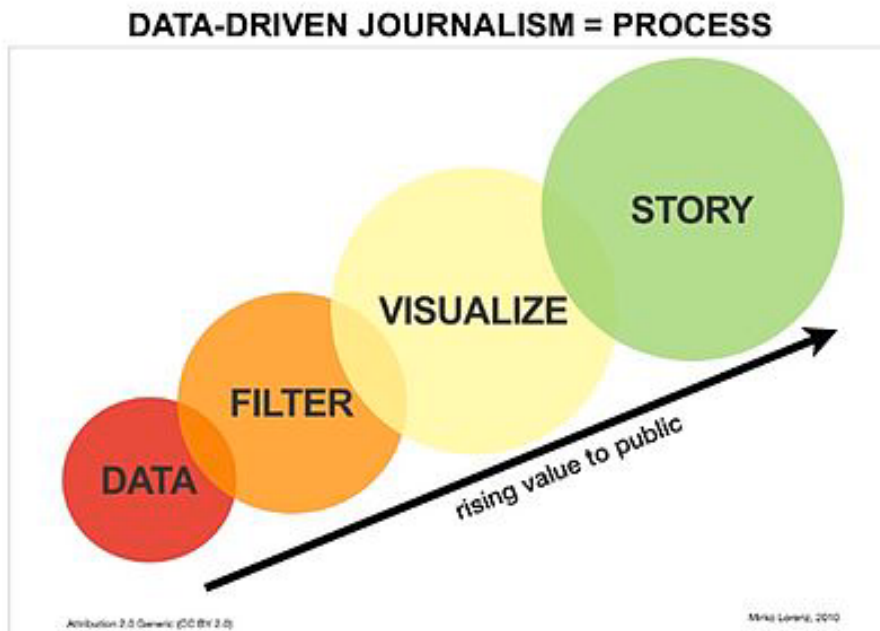 DATA-DRIVEN JOURNALISM = PROCESS
STORY
VISUALIZE
FILTER
DATA
rising value to public
Attribution 2.0 Generic (CC BY 2.0)
Mirko Lorenz, 2010